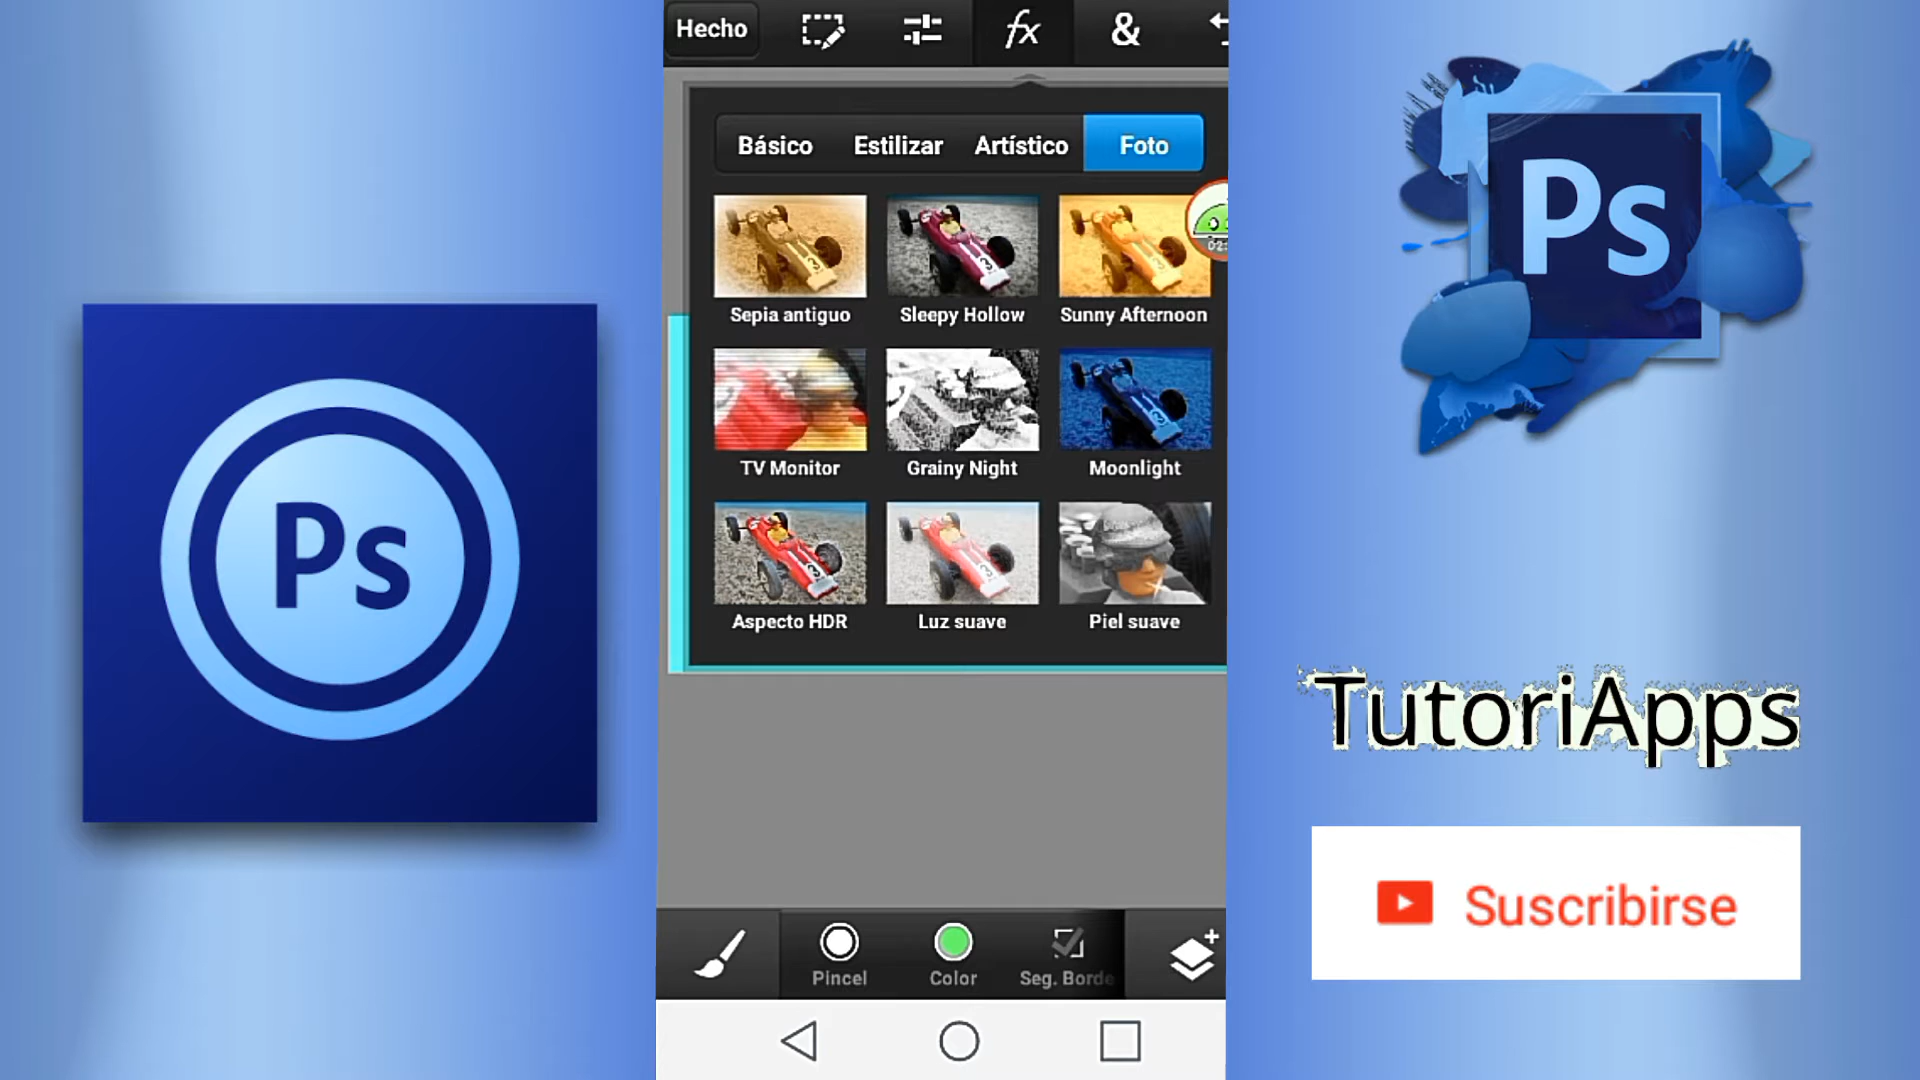 Hecho
fx
&
Básico Estilizar Artístico Foto
Sepia antiguo Sleepy Hollow Sunny Afternoon
TV Monitor Grainy Night Moonlight
Aspecto HDR Luz suave Piel suave
Pincel Color Seg. Borde
Ps
Ps
TutoriApps
Suscribirse